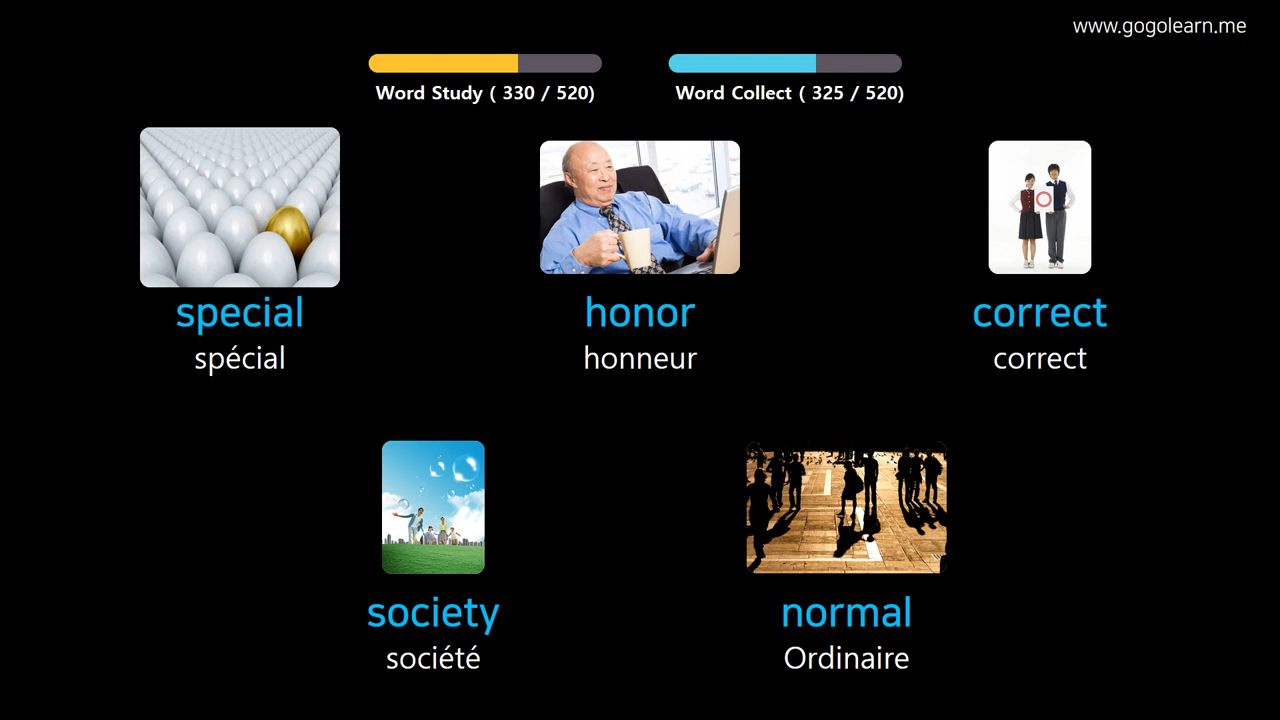 www.gogolearn.me
Word Study ( 330 / 520)
Word Collect ( 325 / 520)
special
spécial
honor
honneur
correct
correct
society
société
normal
Ordinaire